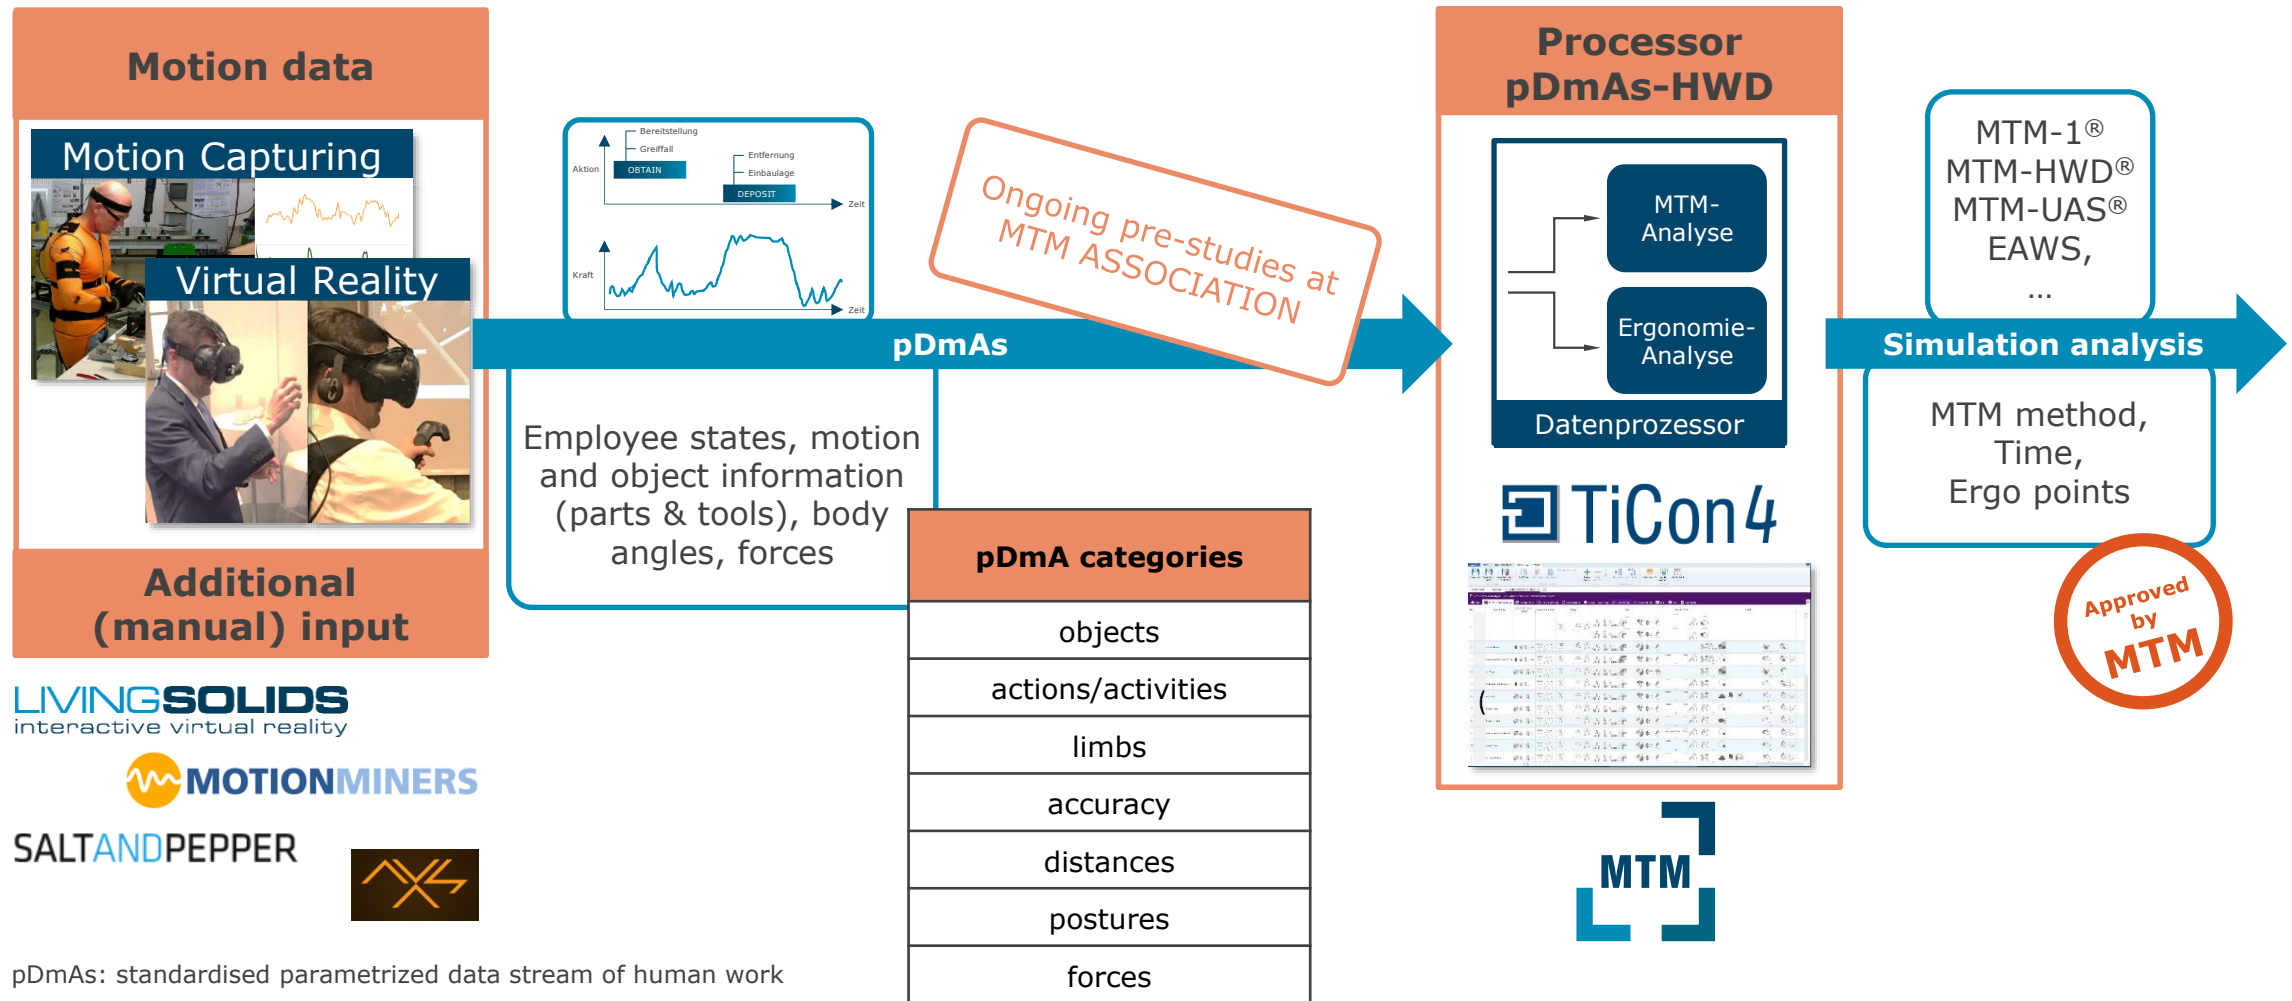 Motion data
Motion Capturing
Virtual Reality
Additional
(manual) input
LIVINGSOLIDS
interactive virtual reality
MOTIONMINERS
SALTANDPEPPER
pDmAs: standardised parametrized data stream of human work
Bereitstellung
Greiffall
Aktion
OBTAIN
Entfernung
Einbaulage
DEPOSIT
Zeit
Kraft
Zeit
pDmAs
Employee states, motion
and object information
(parts & tools), body
angles, forces
Ongoing pre-studies at
MTM ASSOCIATION
pDmA categories
objects
actions/activities
limbs
accuracy
distances
postures
forces
Processor
pDmAs-HWD
MTM-
Analyse
Ergonomie-
Analyse
Datenprozessor
TiCon4
MTM
MTM-1®
MTM-HWD®
MTM-UAS®
EAWS,
...
Simulation analysis
MTM method,
Time,
Ergo points
Approved
by
MTM